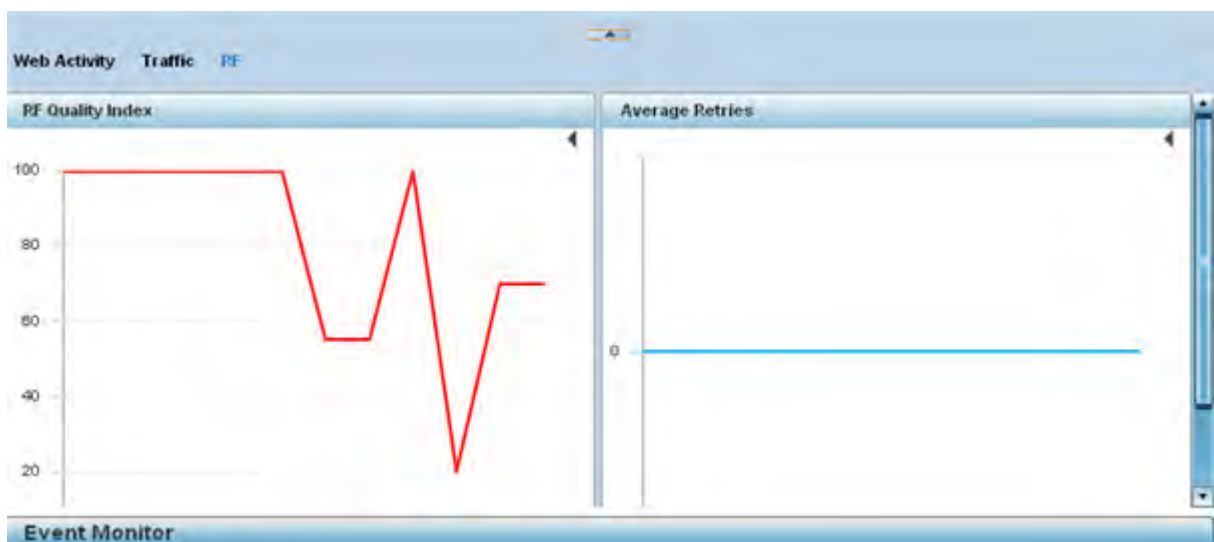 Web Activity Traffic RF
RF Quality Index
100
80
60
40
20
Average Retries
0
Event Monitor